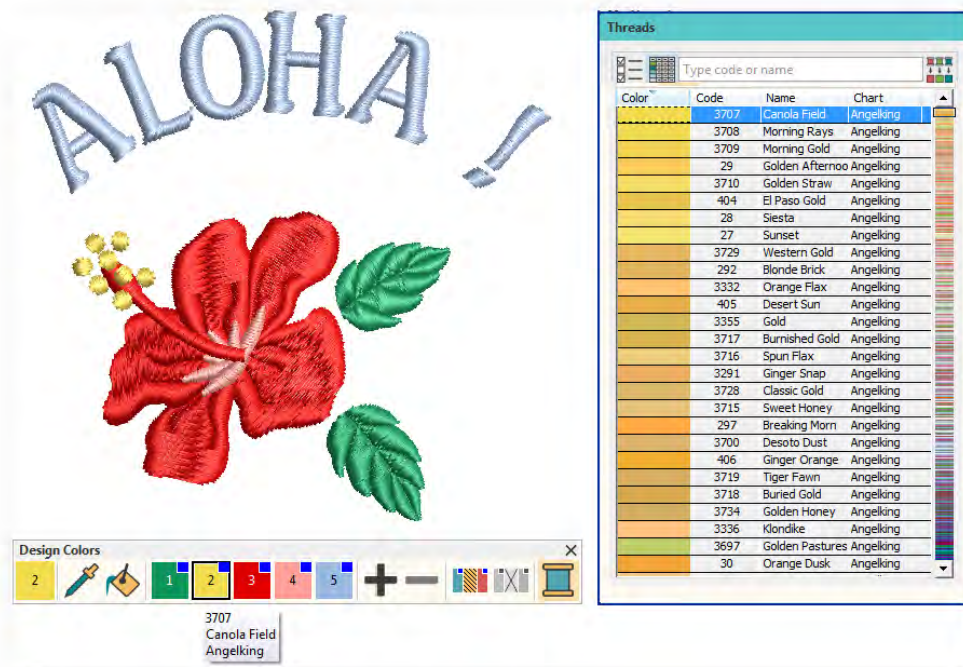 ALOHA !
Threads
Type code or name
Color Code Name Chart
3707 Canola Field Angelking
3708 Morning Rays Angelking
3709 Morning Gold Angelking
29 Golden Afternoo Angelking
3710 Golden Straw Angelking
404 El Paso Gold Angelking
28 Siesta Angelking
27 Sunset Angelking
3729 Western Gold Angelking
292 Blonde Brick Angelking
3332 Orange Flax Angelking
405 Desert Sun Angelking
3355 Gold Angelking
3717 Burnished Gold Angelking
3716 Spun Flax Angelking
3291 Ginger Snap Angelking
3728 Classic Gold Angelking
3715 Sweet Honey Angelking
297 Breaking Morn Angelking
3700 Desoto Dust Angelking
406 Ginger Orange Angelking
3719 Tiger Fawn Angelking
3718 Buried Gold Angelking
3734 Golden Honey Angelking
3336 Klondike Angelking
3697 Golden Pastures Angelking
30 Orange Dusk Angelking
Design Colors
2 1 2 3 4 5
3707
Canola Field
Angelking